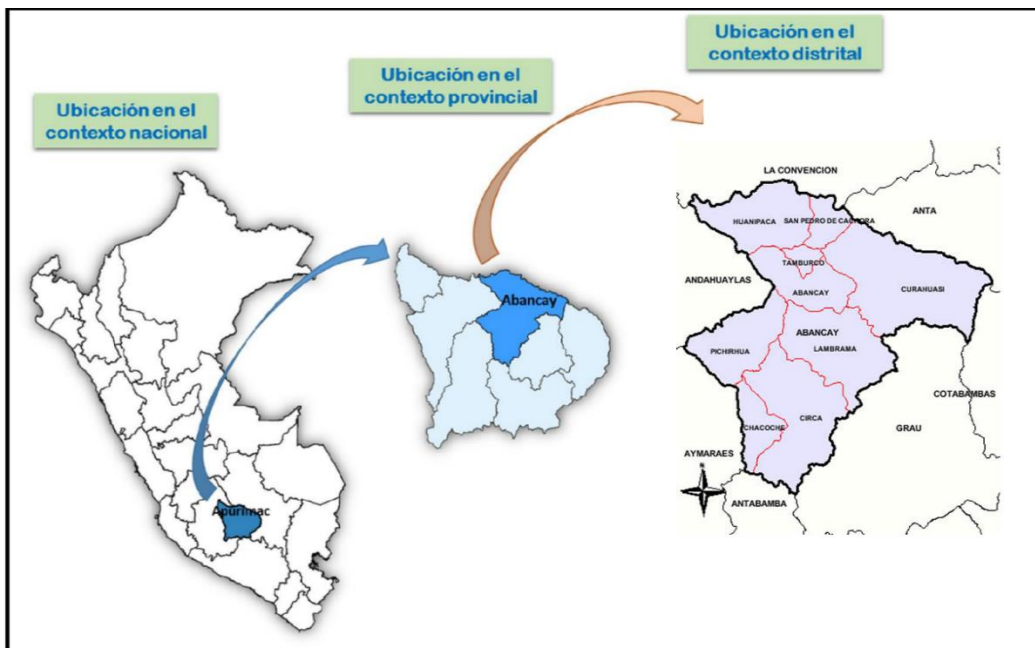 Ubicación en el
contexto nacional
Apurimac
Ubicación en el
contexto provincial
Abancay
Ubicación en el
contexto distrital
LA CONVENCION
ANTA
HUANIPACA
SAN PEDRO DE CACHORA
TAMBURCO
ANDAHUAYLAS
ABANCAY
CURAHUASI
ABANCAY
PICHIRHUA
LAMBRAMA
COTABAMBAS
CIRCA
CHACOCHE
GRAU
AYMARAES
N
ANTABAMBA